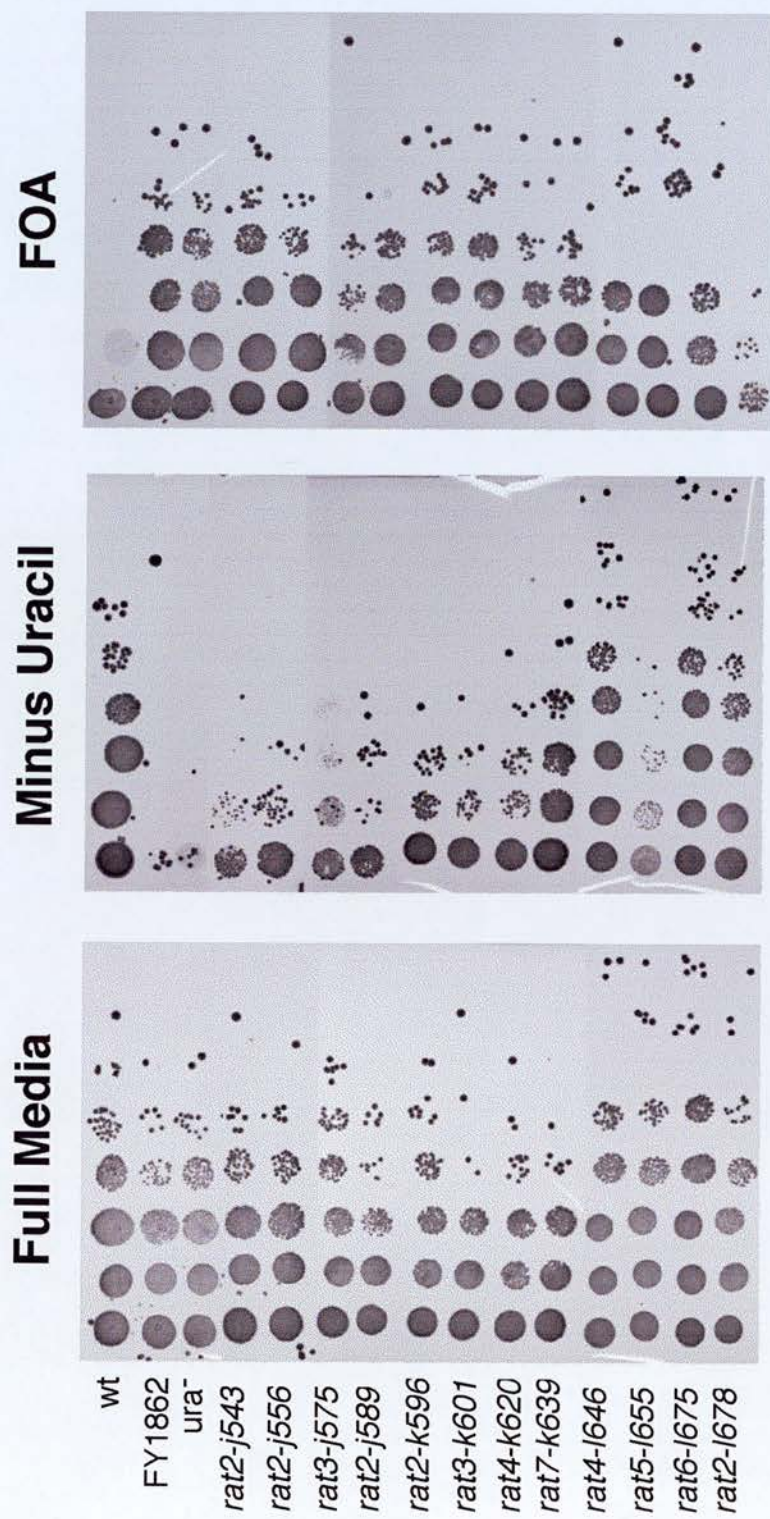 Full Media
Minus Uracil
FOA
wt
FY1862
ura⁻
rat2-j543
rat2-j556
rat3-j575
rat2-j589
rat2-k596
rat3-k601
rat4-k620
rat7-k639
rat4-l646
rat5-l655
rat6-l675
rat2-l678